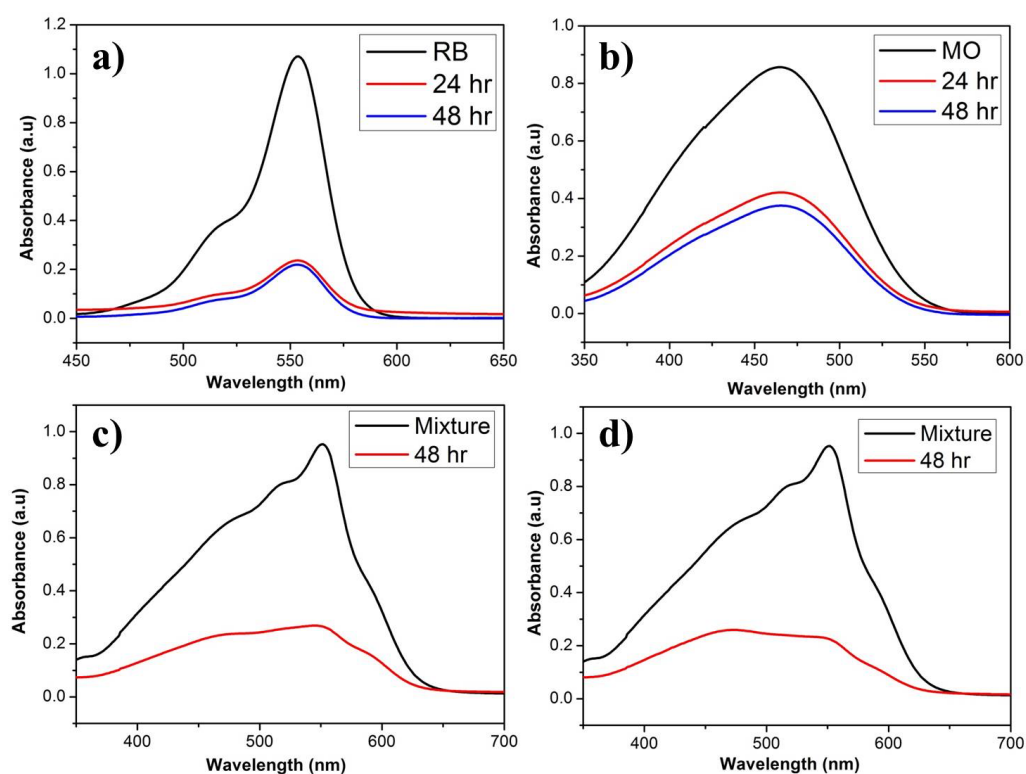 a)
RB
24 hr
48 hr
Absorbance (a.u)
1.2
1.0
0.8
0.6
0.4
0.2
0.0
450
500
550
600
650
Wavelength (nm)
b)
MO
24 hr
48 hr
Absorbance (a.u)
1.0
0.8
0.6
0.4
0.2
0.0
350
400
450
500
550
600
Wavelength (nm)
c)
Mixture
48 hr
Absorbance (a.u)
1.0
0.8
0.6
0.4
0.2
0.0
400
500
600
700
Wavelength (nm)
d)
Mixture
48 hr
Absorbance (a.u)
1.0
0.8
0.6
0.4
0.2
0.0
400
500
600
700
Wavelength (nm)